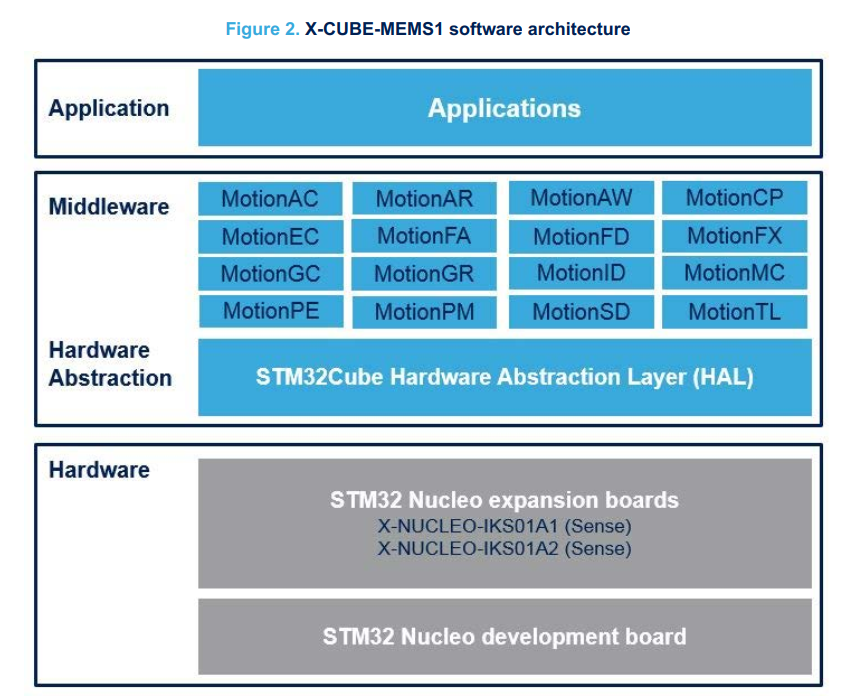 Figure 2. X-CUBE-MEMS1 software architecture
Application
Applications
Middleware
MotionAC MotionAR MotionAW MotionCP
MotionEC MotionFA MotionFD MotionFX
MotionGC MotionGR MotionID MotionMC
MotionPE MotionPM MotionSD MotionTL
Hardware
Abstraction
STM32Cube Hardware Abstraction Layer (HAL)
Hardware
STM32 Nucleo expansion boards
X-NUCLEO-IKS01A1 (Sense)
X-NUCLEO-IKS01A2 (Sense)
STM32 Nucleo development board